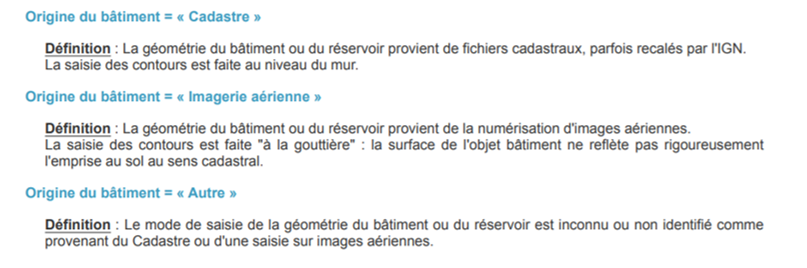 Origine du bâtiment = « Cadastre »
Définition : La géométrie du bâtiment ou du réservoir provient de fichiers cadastraux, parfois recalés par l'IGN.
La saisie des contours est faite au niveau du mur.
Origine du bâtiment = « Imagerie aérienne »
Définition : La géométrie du bâtiment ou du réservoir provient de la numérisation d'images aériennes.
La saisie des contours est faite "à la gouttière" : la surface de l'objet bâtiment ne reflète pas rigoureusement
l'emprise au sol au sens cadastral.
Origine du bâtiment = « Autre »
Définition : Le mode de saisie de la géométrie du bâtiment ou du réservoir est inconnu ou non identifié comme
provenant du Cadastre ou d'une saisie sur images aériennes.